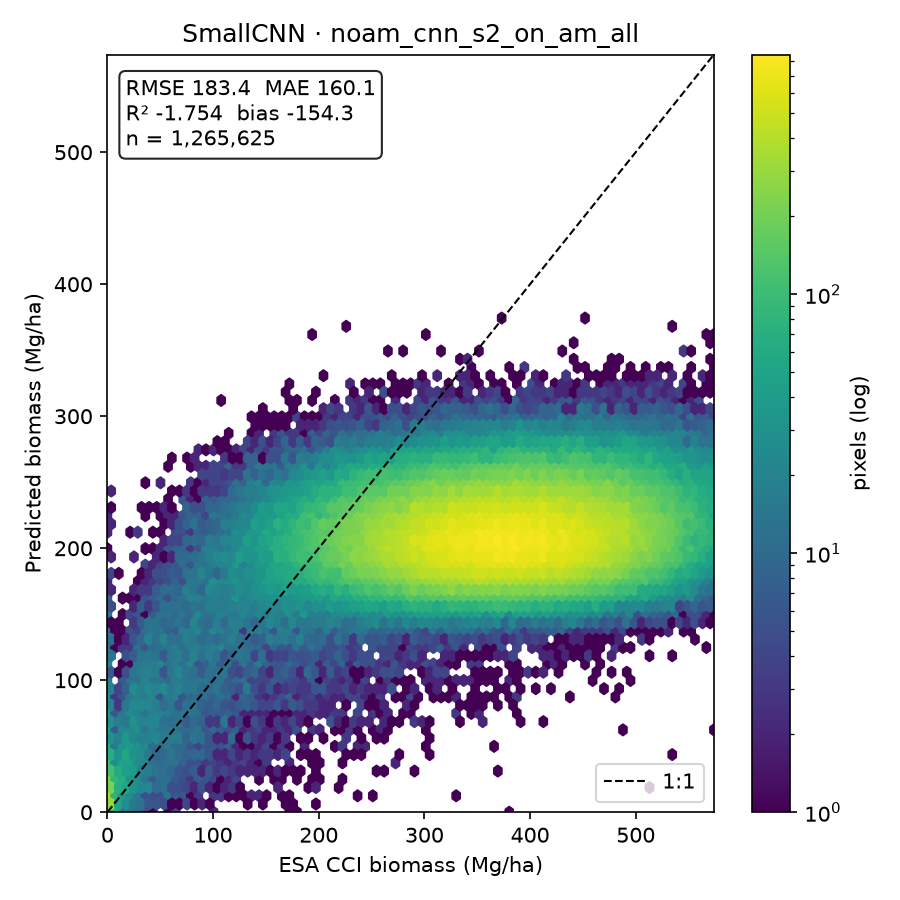 SmallCNN · noam_cnn_s2_on_am_all
RMSE 183.4 MAE 160.1
R² -1.754 bias -154.3
n = 1,265,625
Predicted biomass (Mg/ha)
500
400
300
200
100
0
0 100 200 300 400 500
ESA CCI biomass (Mg/ha)
1:1
10²
10¹
10⁰
pixels (log)